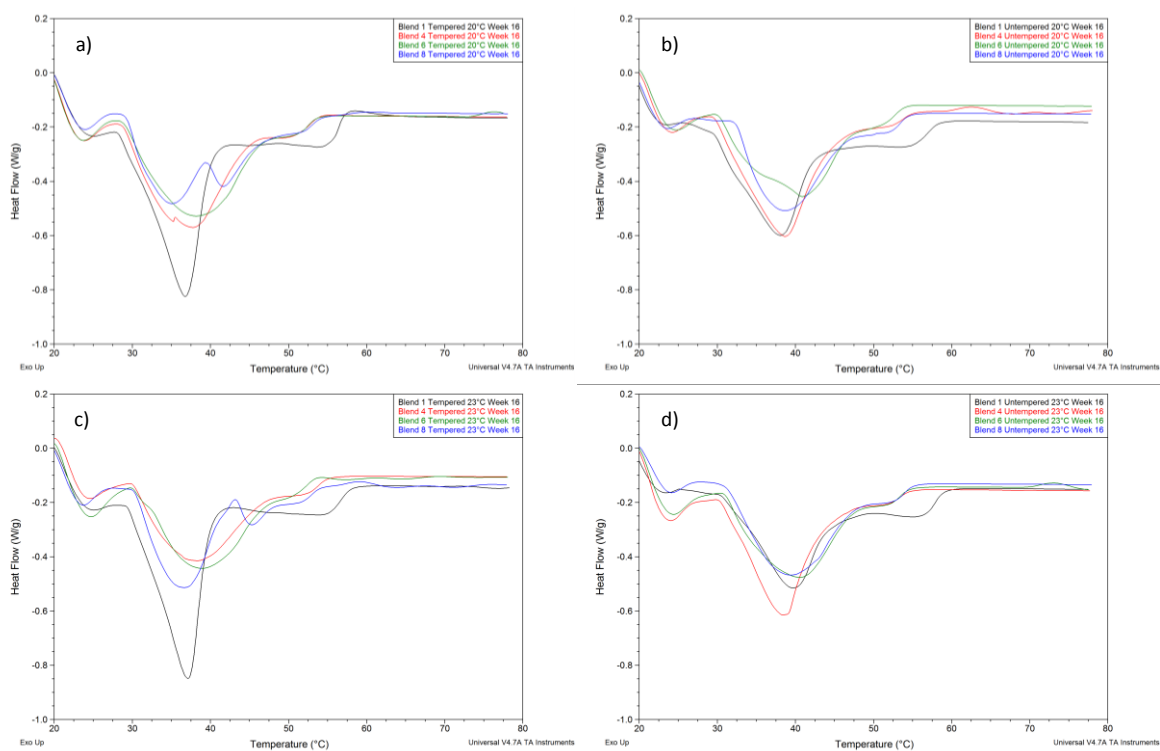 a)
Blend 1 Tempered 20°C Week 16
Blend 4 Tempered 20°C Week 16
Blend 6 Tempered 20°C Week 16
Blend 8 Tempered 20°C Week 16
0.2
0.0
-0.2
-0.4
-0.6
-0.8
-1.0
Heat Flow (W/g)
20 30 40 50 60 70 80
Exo Up Temperature (°C) Universal V4.7A TA Instruments
b)
Blend 1 Untempered 20°C Week 16
Blend 4 Untempered 20°C Week 16
Blend 6 Untempered 20°C Week 16
Blend 8 Untempered 20°C Week 16
0.2
0.0
-0.2
-0.4
-0.6
-0.8
-1.0
Heat Flow (W/g)
20 30 40 50 60 70 80
Exo Up Temperature (°C) Universal V4.7A TA Instruments
c)
Blend 1 Tempered 23°C Week 16
Blend 4 Tempered 23°C Week 16
Blend 6 Tempered 23°C Week 16
Blend 8 Tempered 23°C Week 16
0.2
0.0
-0.2
-0.4
-0.6
-0.8
-1.0
Heat Flow (W/g)
20 30 40 50 60 70 80
Exo Up Temperature (°C) Universal V4.7A TA Instruments
d)
Blend 1 Untempered 23°C Week 16
Blend 4 Untempered 23°C Week 16
Blend 6 Untempered 23°C Week 16
Blend 8 Untempered 23°C Week 16
0.2
0.0
-0.2
-0.4
-0.6
-0.8
-1.0
Heat Flow (W/g)
20 30 40 50 60 70 80
Exo Up Temperature (°C) Universal V4.7A TA Instruments